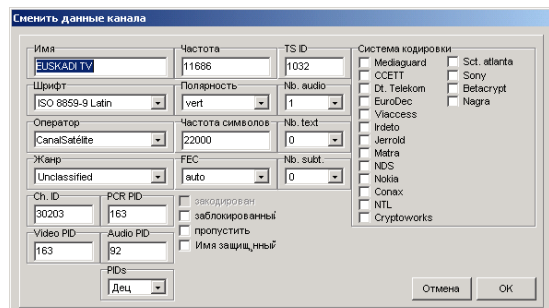 Сменить данные канала
Имя
EUSKADI TV
Частота
11686
TS ID
1032
Система кодировки
Mediaguard
CCETT
Dt. Telekom
EuroDec
Viaccess
Irdeto
Jerrold
Matra
NDS
Nokia
Conax
NTL
Cryptoworks
Sct. atlanta
Sony
Betacrypt
Nagra
Шрифт
ISO 8859-9 Latin
Полярность
vert
Nb. audio
1
Оператор
CanalSatélite
Частота символов
22000
Nb. text
0
Жанр
Unclassified
FEC
auto
Nb. subt.
0
Ch. ID
30203
PCR PID
163
закодирован
заблокированный
пропустить
Имя защищ„нный
Video PID
163
Audio PID
92
PIDs
Дец
Отмена
OK